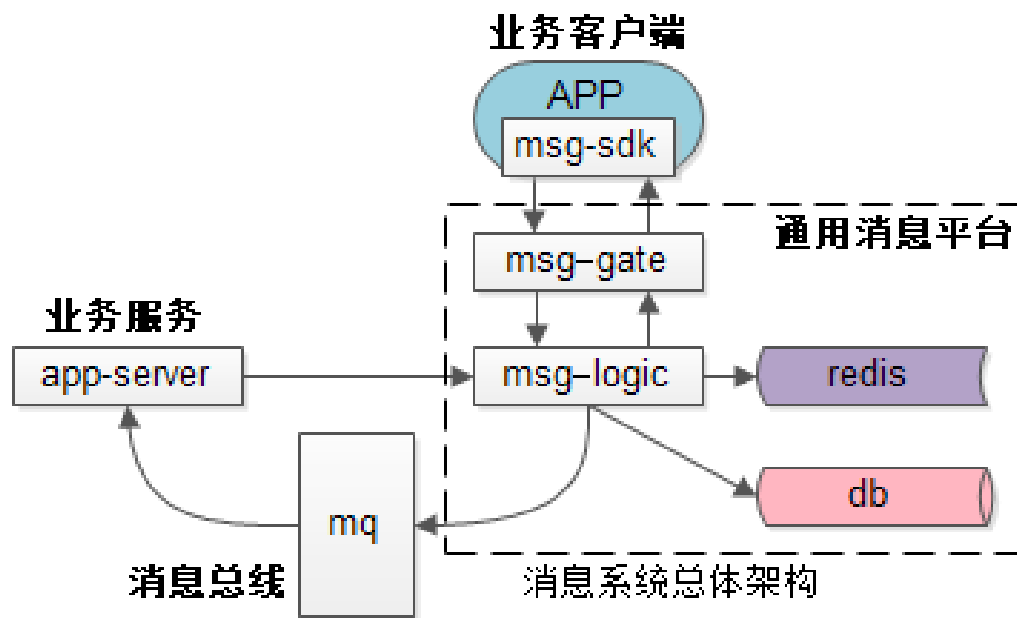 业务客户端
APP
msg-sdk
通用消息平台
msg-gate
业务服务
app-server
msg-logic
redis
db
mq
消息总线
消息系统总体架构